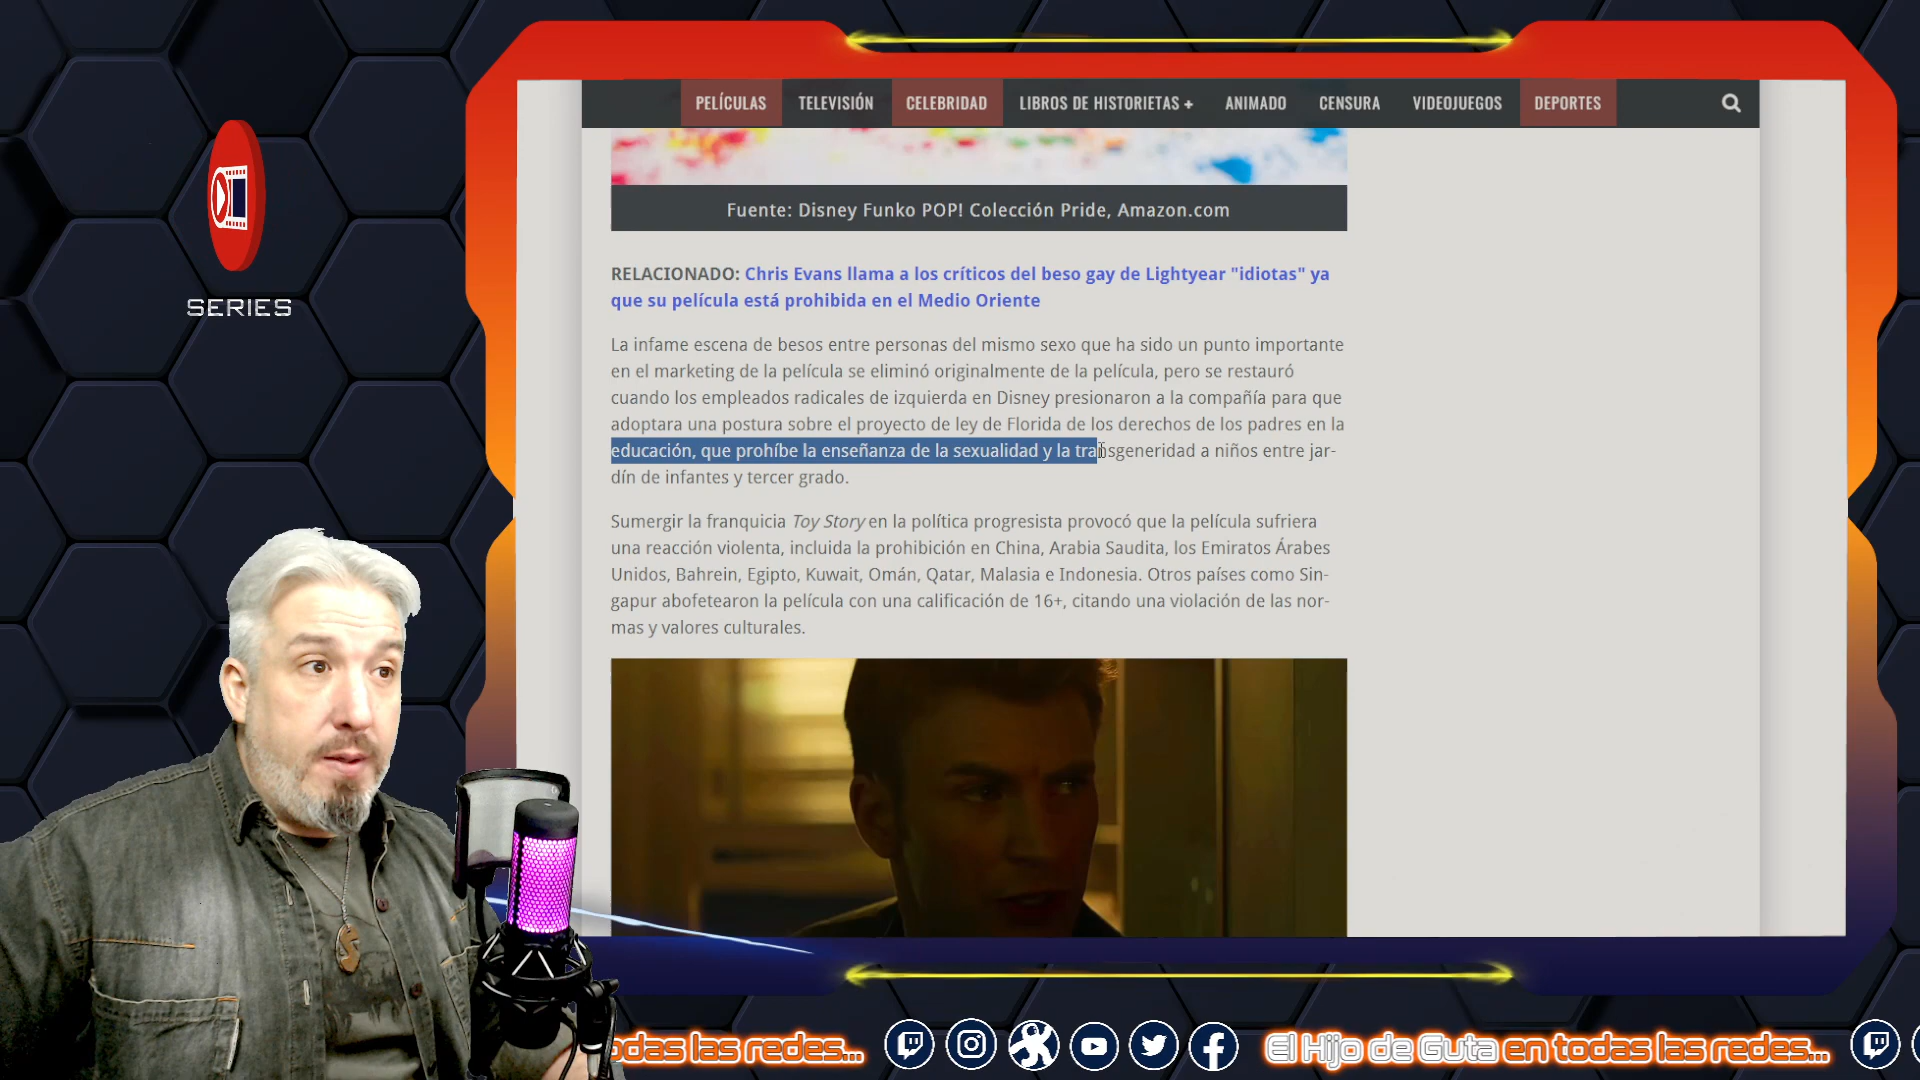 SERIES
PELÍCULAS TELEVISIÓN CELEBRIDAD LIBROS DE HISTORIETAS + ANIMADO CENSURA VIDEOJUEGOS DEPORTES
Fuente: Disney Funko POP! Colección Pride, Amazon.com
RELACIONADO: Chris Evans llama a los críticos del beso gay de Lightyear "idiotas" ya
que su película está prohibida en el Medio Oriente
La infame escena de besos entre personas del mismo sexo que ha sido un punto importante
en el marketing de la película se eliminó originalmente de la película, pero se restauró
cuando los empleados radicales de izquierda en Disney presionaron a la compañía para que
adoptara una postura sobre el proyecto de ley de Florida de los derechos de los padres en la
educación, que prohíbe la enseñanza de la sexualidad y la transgeneridad a niños entre jar-
dín de infantes y tercer grado.
Sumergir la franquicia Toy Story en la política progresista provocó que la película sufriera
una reacción violenta, incluida la prohibición en China, Arabia Saudita, los Emiratos Árabes
Unidos, Bahrein, Egipto, Kuwait, Omán, Qatar, Malasia e Indonesia. Otros países como Sin-
gapur abofetearon la película con una calificación de 16+, citando una violación de las nor-
mas y valores culturales.
odas las redes... El Hijo de Guta en todas las redes...